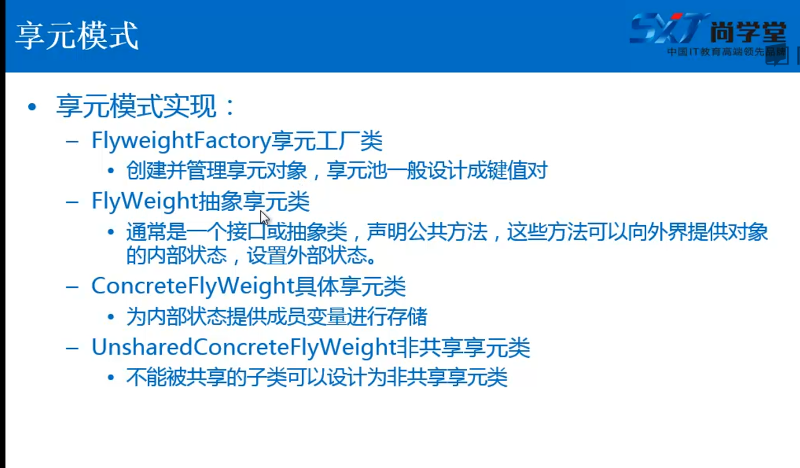 享元模式
SXT 尚学堂
中国IT教育高端领先品牌
• 享元模式实现：
– FlyweightFactory享元工厂类
• 创建并管理享元对象，享元池一般设计成键值对
– FlyWeight抽象享元类
• 通常是一个接口或抽象类，声明公共方法，这些方法可以向外界提供对象
的内部状态，设置外部状态。
– ConcreteFlyWeight具体享元类
• 为内部状态提供成员变量进行存储
– UnsharedConcreteFlyWeight非共享享元类
• 不能被共享的子类可以设计为非共享享元类